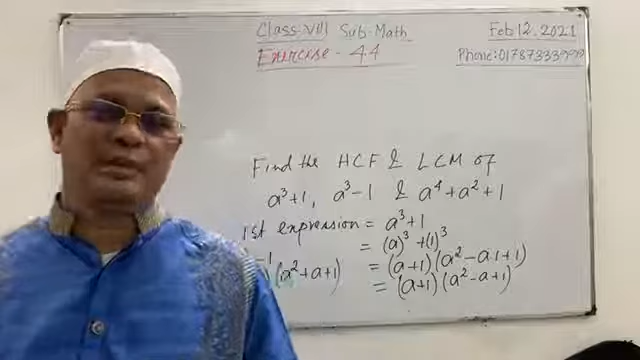 Class-VIII Sub-Math
Feb 12. 2021
Exercise - 4.4
Phone: 01787333999
Find the HCF & LCM of
a³+1, a³-1 & a⁴+a²+1
1st expression = a³+1
= (a)³ + (1)³
-1
= (a+1) (a²-a.1+1)
(a²+a+1)
= (a+1) (a²-a+1)